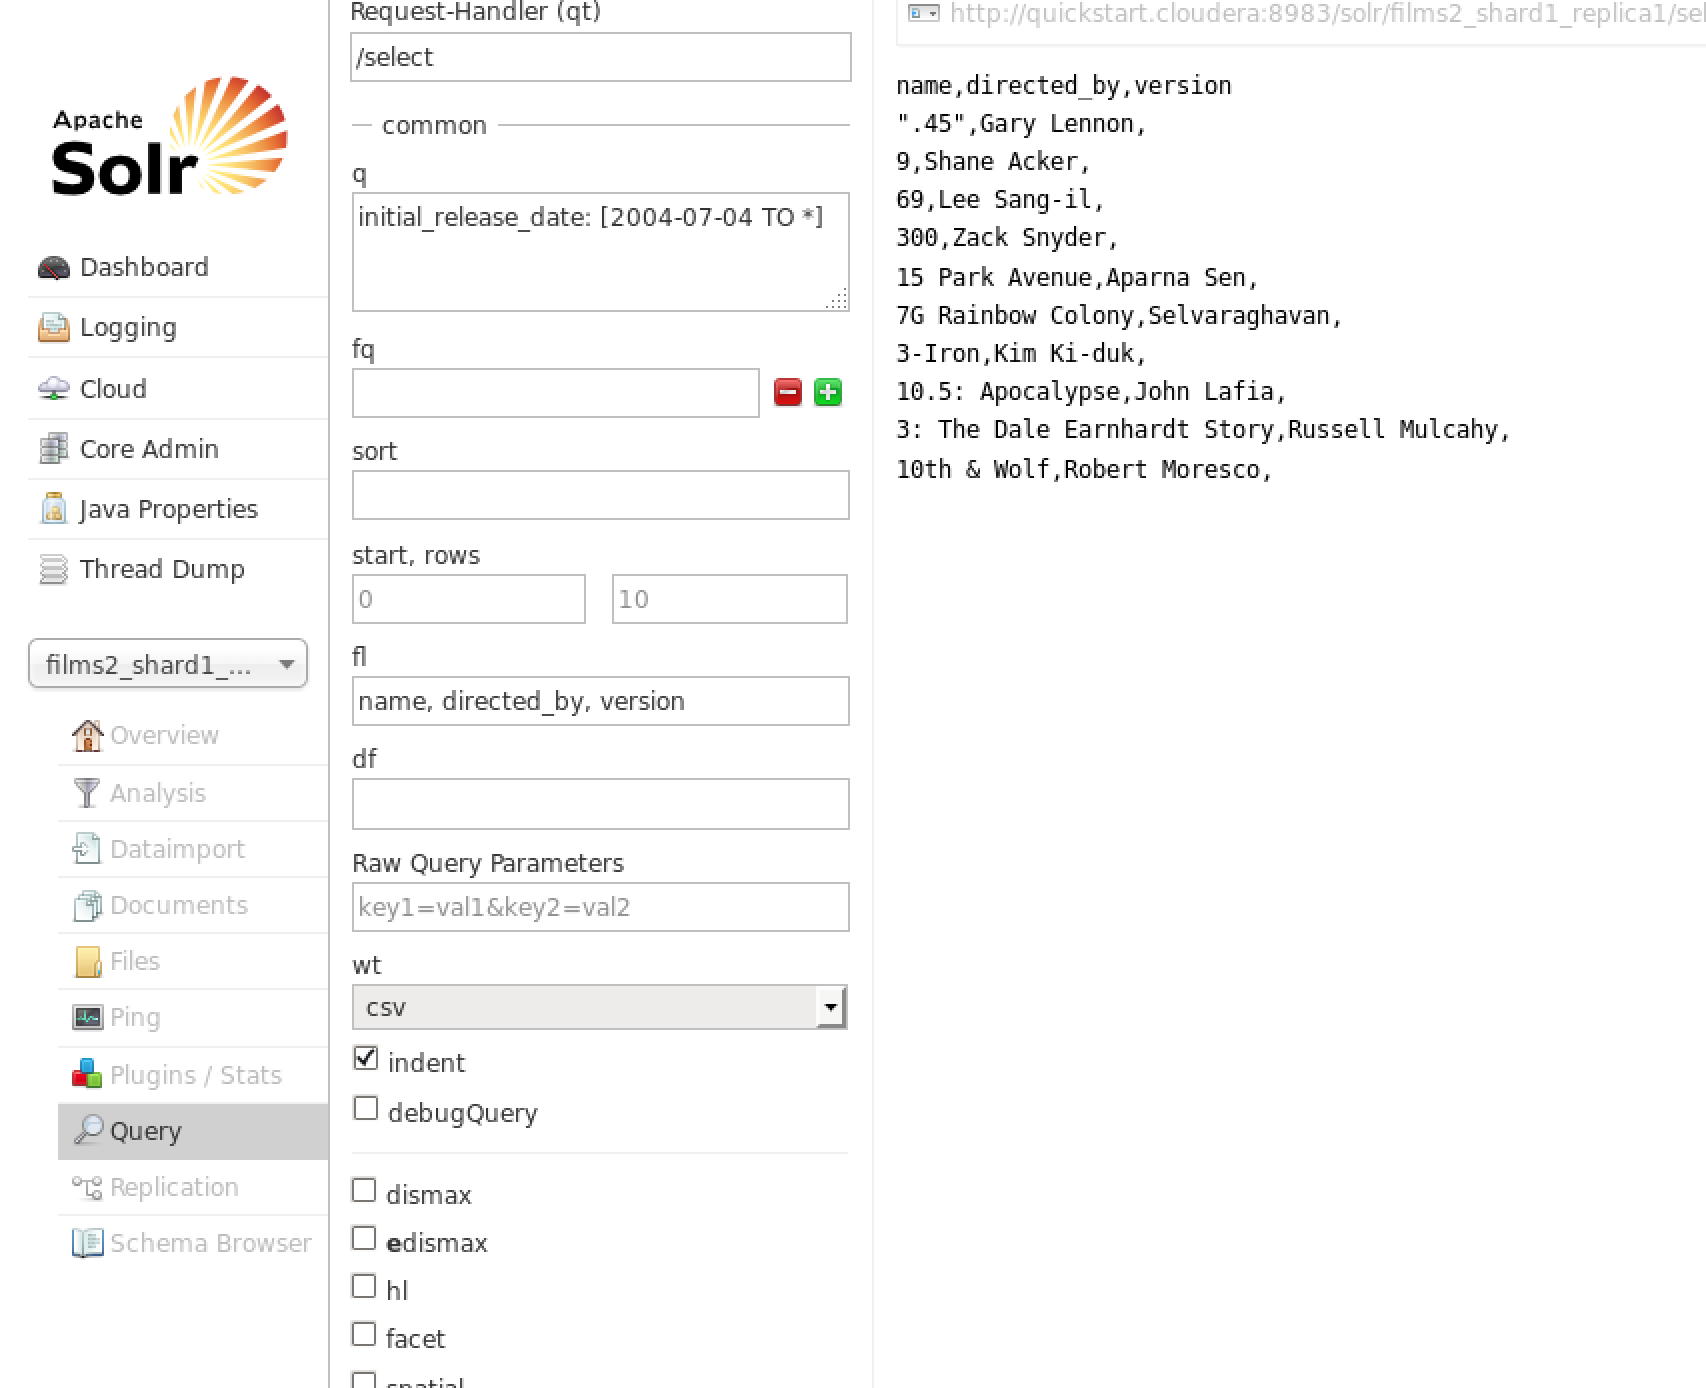 Apache
Solr
Dashboard
Logging
Cloud
Core Admin
Java Properties
Thread Dump
films2_shard1_...
Overview
Analysis
Dataimport
Documents
Files
Ping
Plugins / Stats
Query
Replication
Schema Browser
Request-Handler (qt)
/select
common
q
initial_release_date: [2004-07-04 TO *]
fq
sort
start, rows
0 10
fl
name, directed_by, version
df
Raw Query Parameters
key1=val1&key2=val2
wt
csv
indent
debugQuery
dismax
edismax
hl
facet
spatial
http://quickstart.cloudera:8983/solr/films2_shard1_replica1/sel
name,directed_by,version
".45",Gary Lennon,
9,Shane Acker,
69,Lee Sang-il,
300,Zack Snyder,
15 Park Avenue,Aparna Sen,
7G Rainbow Colony,Selvaraghavan,
3-Iron,Kim Ki-duk,
10.5: Apocalypse,John Lafia,
3: The Dale Earnhardt Story,Russell Mulcahy,
10th & Wolf,Robert Moresco,